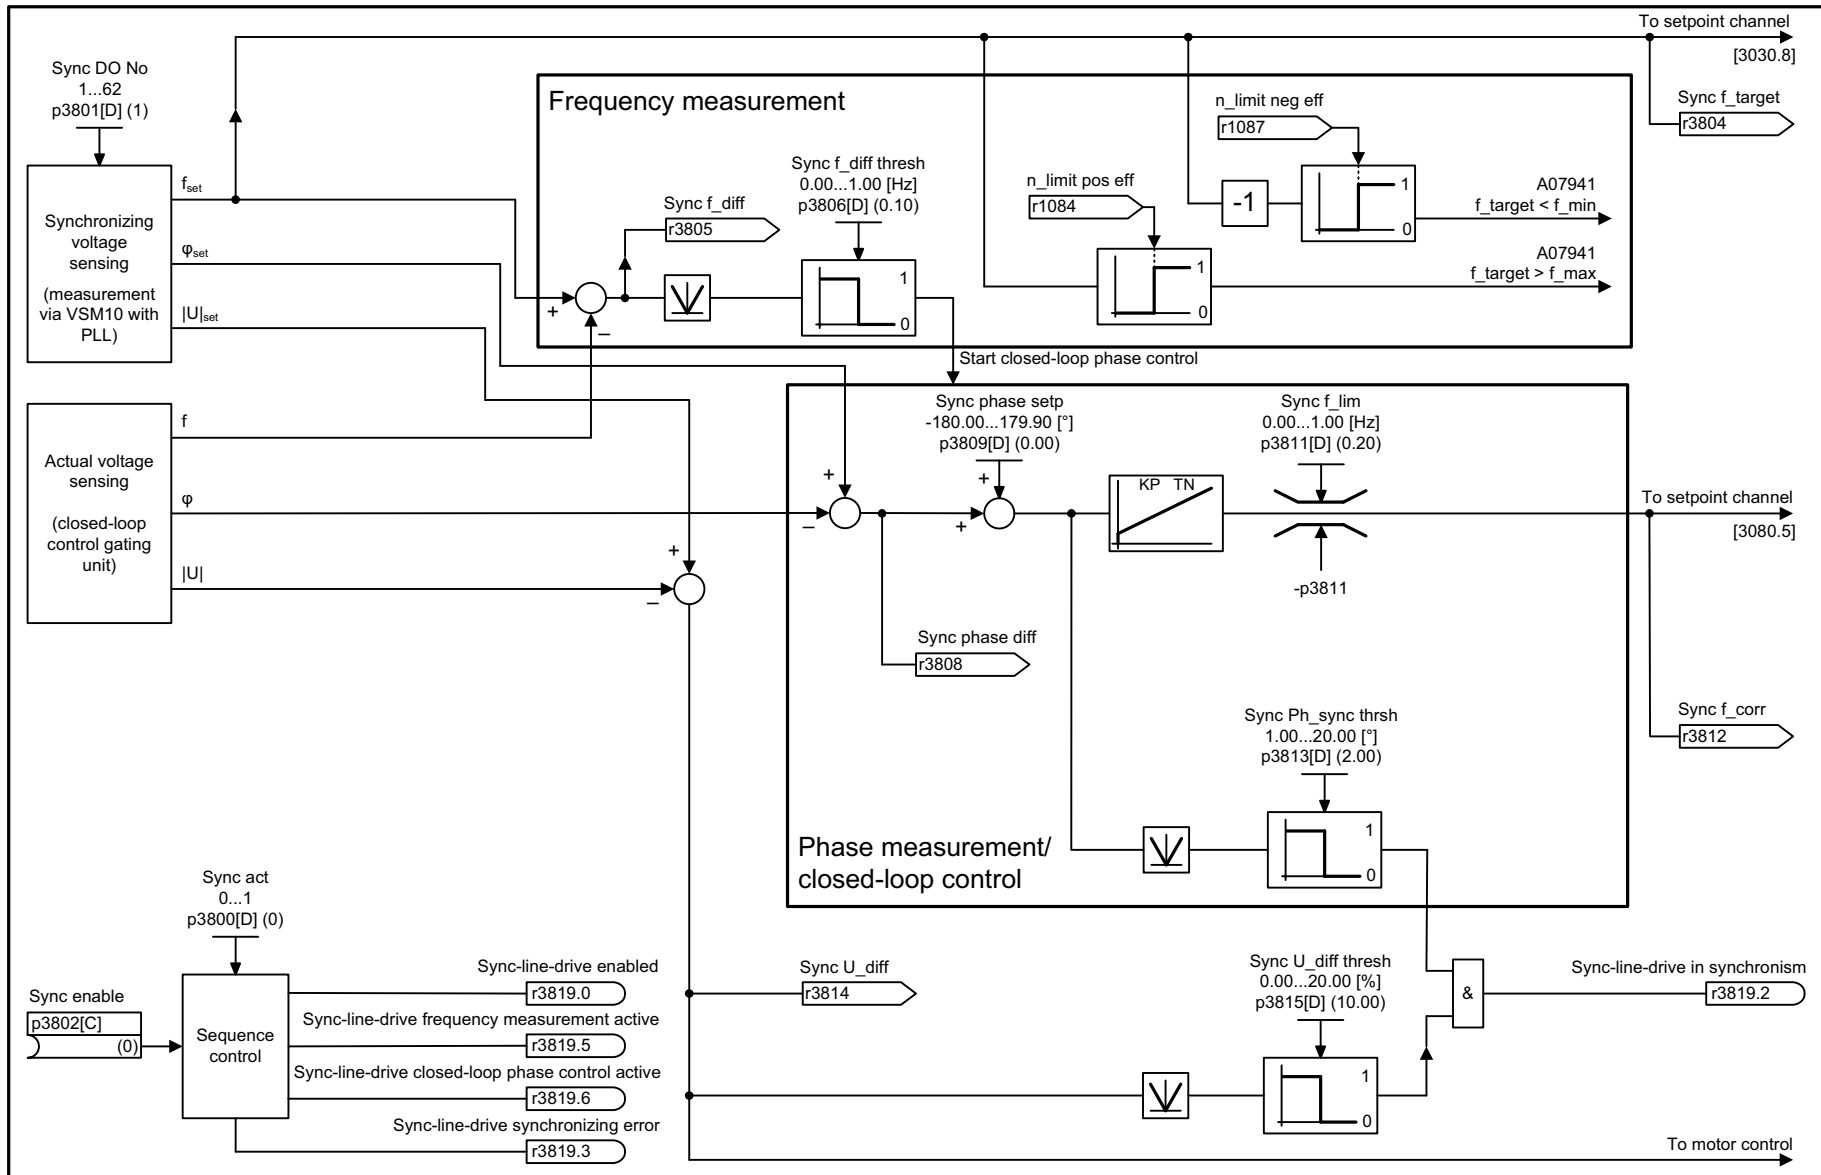 To setpoint channel
[3030.8]
Sync f_target
r3804
Sync DO No
1...62
p3801[D] (1)
Synchronizing
voltage
sensing
(measurement
via VSM10 with
PLL)
fset
φset
|U|set
Frequency measurement
Sync f_diff
r3805
Sync f_diff thresh
0.00...1.00 [Hz]
p3806[D] (0.10)
1
0
n_limit pos eff
r1084
1
0
n_limit neg eff
r1087
-1
1
0
A07941
f_target < f_min
A07941
f_target > f_max
+
–
Start closed-loop phase control
Actual voltage
sensing
(closed-loop
control gating
unit)
f
φ
|U|
+
–
+
–
Sync phase setp
-180.00...179.90 [°]
p3809[D] (0.00)
+
+
KP TN
Sync f_lim
0.00...1.00 [Hz]
p3811[D] (0.20)
-p3811
To setpoint channel
[3080.5]
Sync phase diff
r3808
Sync f_corr
r3812
Sync Ph_sync thrsh
1.00...20.00 [°]
p3813[D] (2.00)
1
0
Phase measurement/
closed-loop control
Sync act
0...1
p3800[D] (0)
Sync enable
p3802[C]
(0)
Sequence
control
Sync-line-drive enabled
r3819.0
Sync-line-drive frequency measurement active
r3819.5
Sync-line-drive closed-loop phase control active
r3819.6
Sync-line-drive synchronizing error
r3819.3
Sync U_diff
r3814
Sync U_diff thresh
0.00...20.00 [%]
p3815[D] (10.00)
1
0
&
Sync-line-drive in synchronism
r3819.2
To motor control